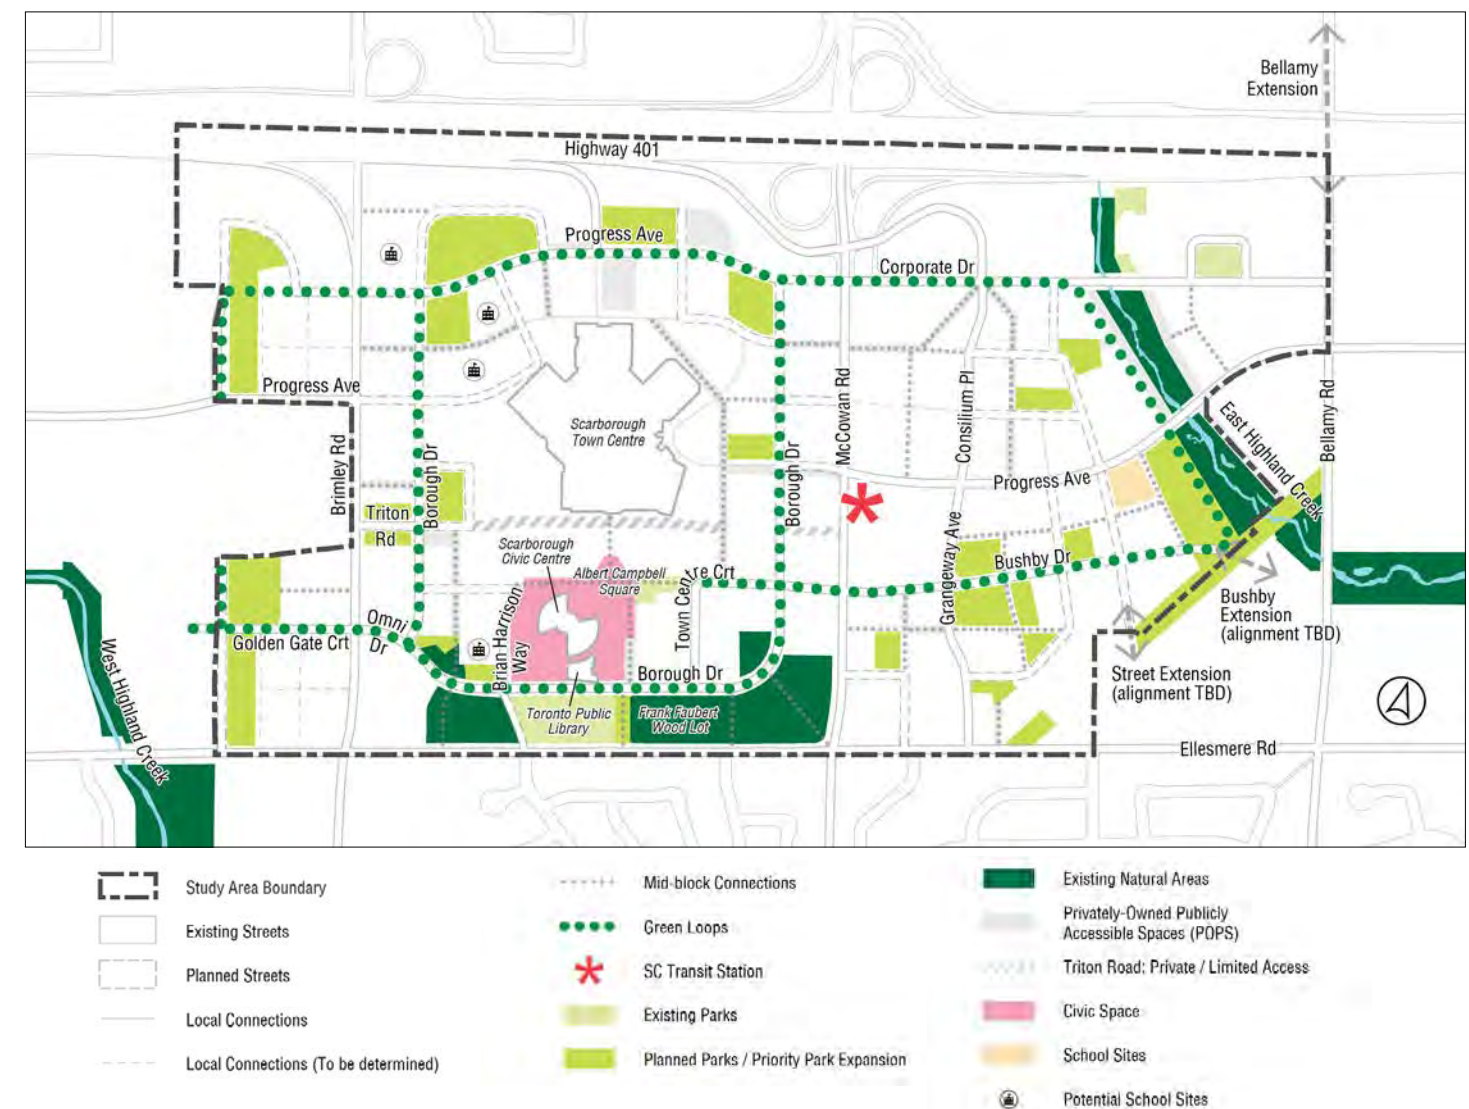 Bellamy
Extension
Highway 401
Progress Ave
Corporate Dr
Progress Ave
Scarborough
Town Centre
McCowan Rd
Consilium Pl
Bellamy Rd
East Highland Creek
Brimley Rd
Borough Dr
Borough Dr
Progress Ave
Triton
Rd
Scarborough
Civic Centre
Albert Campbell
Square
Town Centre Crt
Grangeway Ave
Bushby Dr
Bushby
Extension
(alignment TBD)
Omni
Dr
Golden Gate Crt
Brian Harrison
Way
Borough Dr
Street Extension
(alignment TBD)
West Highland Creek
Toronto Public
Library
Frank Faubert
Wood Lot
Ellesmere Rd
Study Area Boundary
Existing Streets
Planned Streets
Local Connections
Local Connections (To be determined)
Mid-block Connections
Green Loops
SC Transit Station
Existing Parks
Planned Parks / Priority Park Expansion
Existing Natural Areas
Privately-Owned Publicly
Accessible Spaces (POPS)
Triton Road: Private / Limited Access
Civic Space
School Sites
Potential School Sites